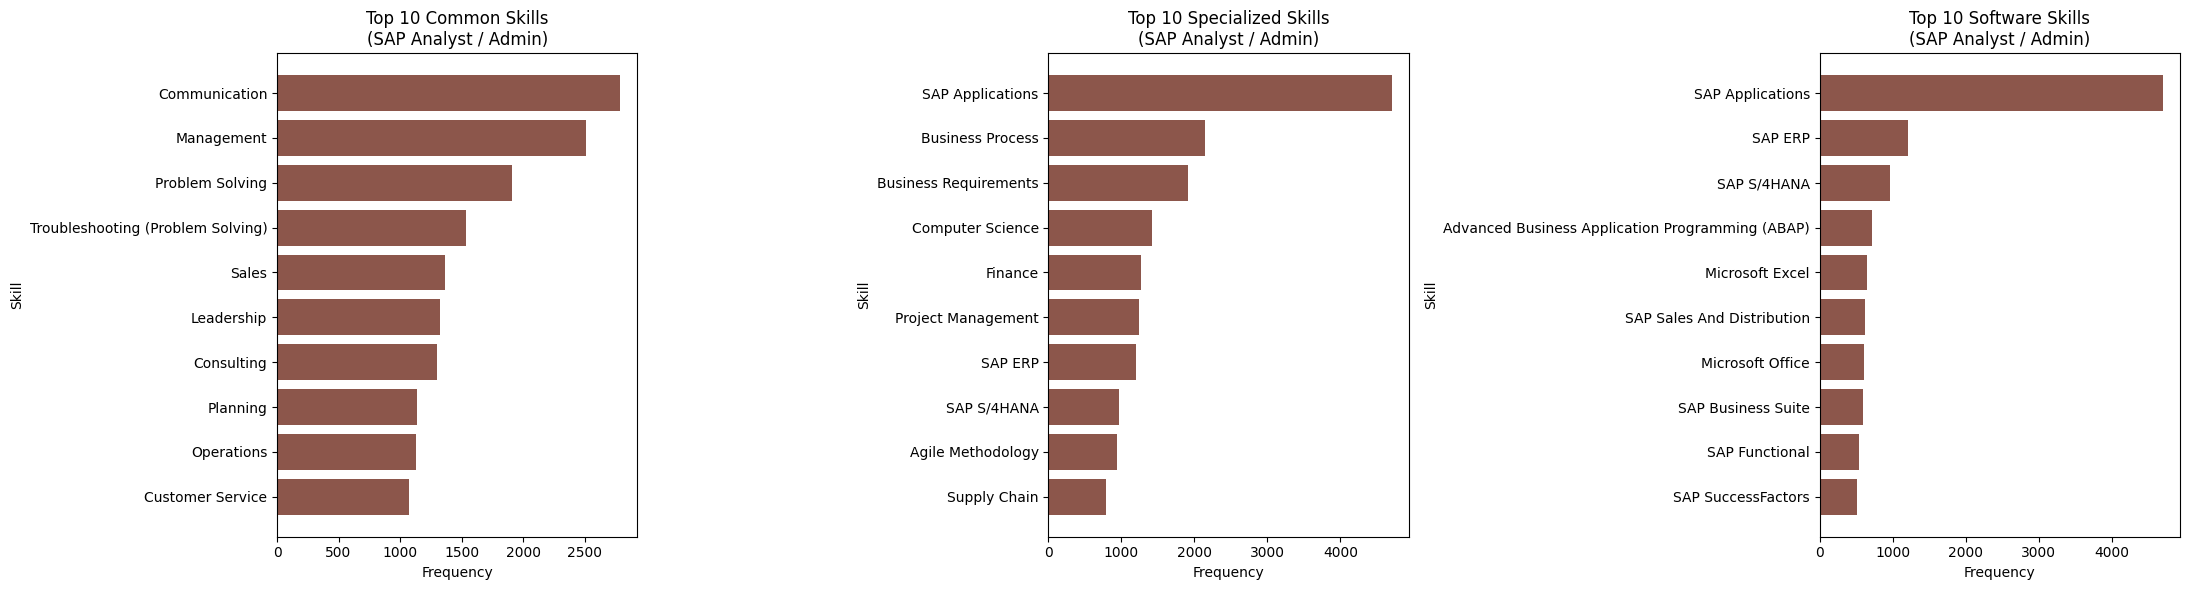 Top 10 Common Skills
(SAP Analyst / Admin)
Skill
Communication
Management
Problem Solving
Troubleshooting (Problem Solving)
Sales
Leadership
Consulting
Planning
Operations
Customer Service
0 500 1000 1500 2000 2500
Frequency
Top 10 Specialized Skills
(SAP Analyst / Admin)
Skill
SAP Applications
Business Process
Business Requirements
Computer Science
Finance
Project Management
SAP ERP
SAP S/4HANA
Agile Methodology
Supply Chain
0 1000 2000 3000 4000
Frequency
Top 10 Software Skills
(SAP Analyst / Admin)
Skill
SAP Applications
SAP ERP
SAP S/4HANA
Advanced Business Application Programming (ABAP)
Microsoft Excel
SAP Sales And Distribution
Microsoft Office
SAP Business Suite
SAP Functional
SAP SuccessFactors
0 1000 2000 3000 4000
Frequency